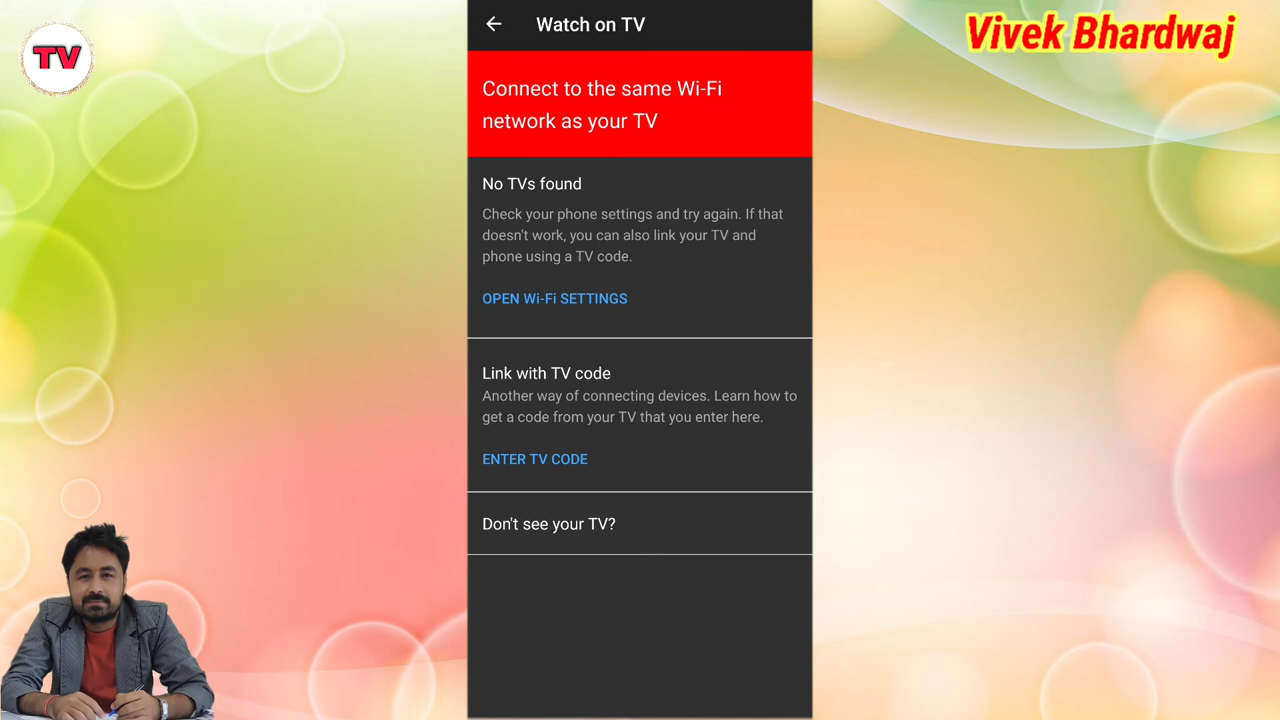 TV
Vivek Bhardwaj
Watch on TV
Connect to the same Wi-Fi
network as your TV
No TVs found
Check your phone settings and try again. If that
doesn't work, you can also link your TV and
phone using a TV code.
OPEN Wi-Fi SETTINGS
Link with TV code
Another way of connecting devices. Learn how to
get a code from your TV that you enter here.
ENTER TV CODE
Don't see your TV?